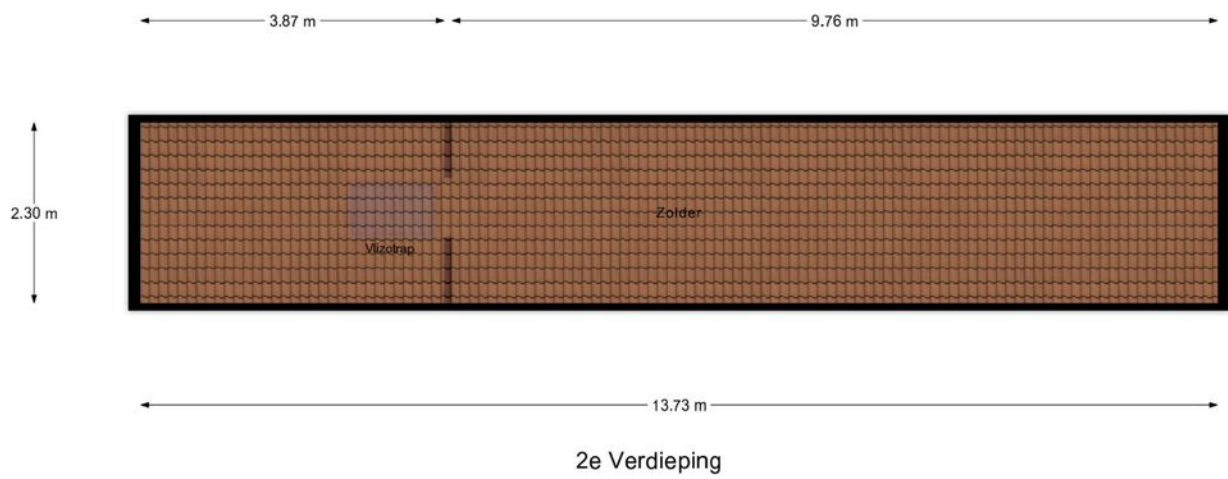 3.87 m
9.76 m
2.30 m
Zolder
Vlizotrap
13.73 m
2e Verdieping